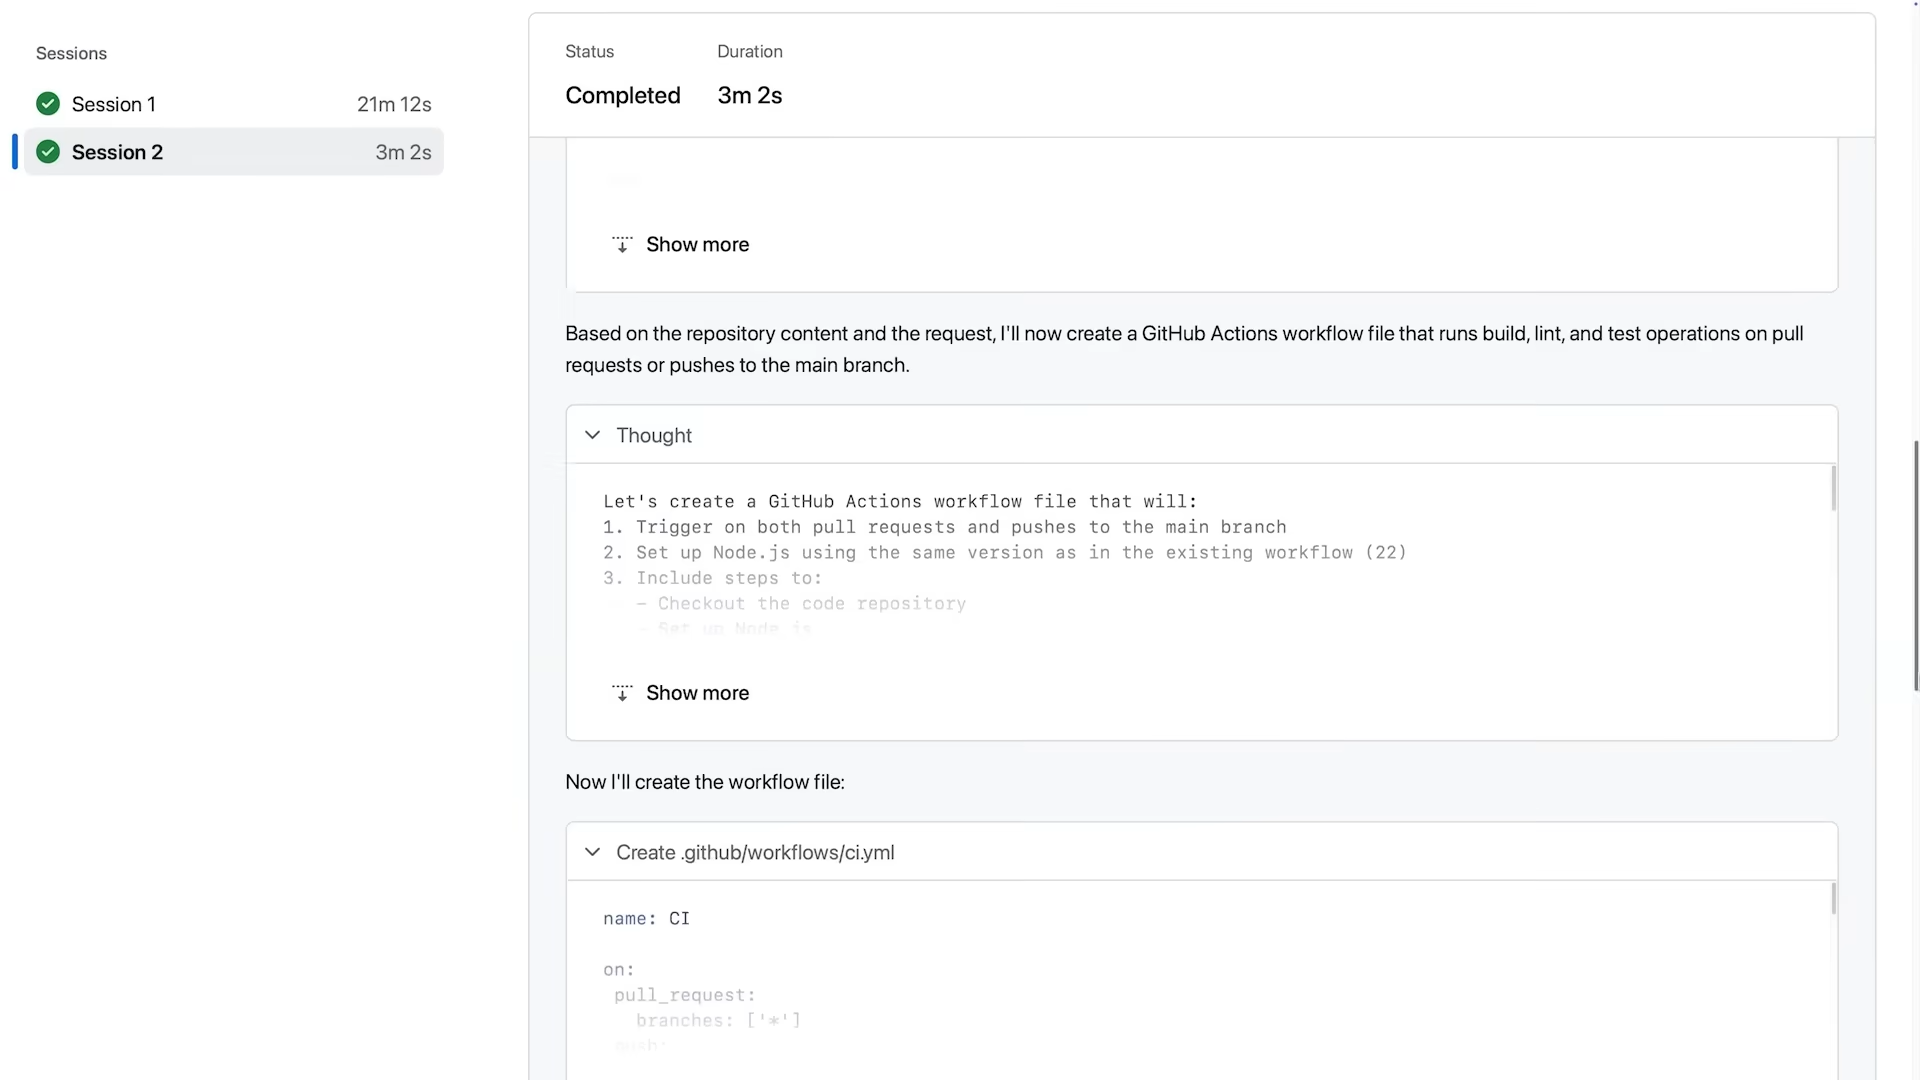 Sessions
Session 1 21m 12s
Session 2 3m 2s
Status Duration
Completed 3m 2s
Show more
Based on the repository content and the request, I'll now create a GitHub Actions workflow file that runs build, lint, and test operations on pull
requests or pushes to the main branch.
Thought
Let's create a GitHub Actions workflow file that will:
1. Trigger on both pull requests and pushes to the main branch
2. Set up Node.js using the same version as in the existing workflow (22)
3. Include steps to:
– Checkout the code repository
– Set up Node.js
Show more
Now I'll create the workflow file:
Create .github/workflows/ci.yml
name: CI
on:
pull_request:
branches: ['*']
push: